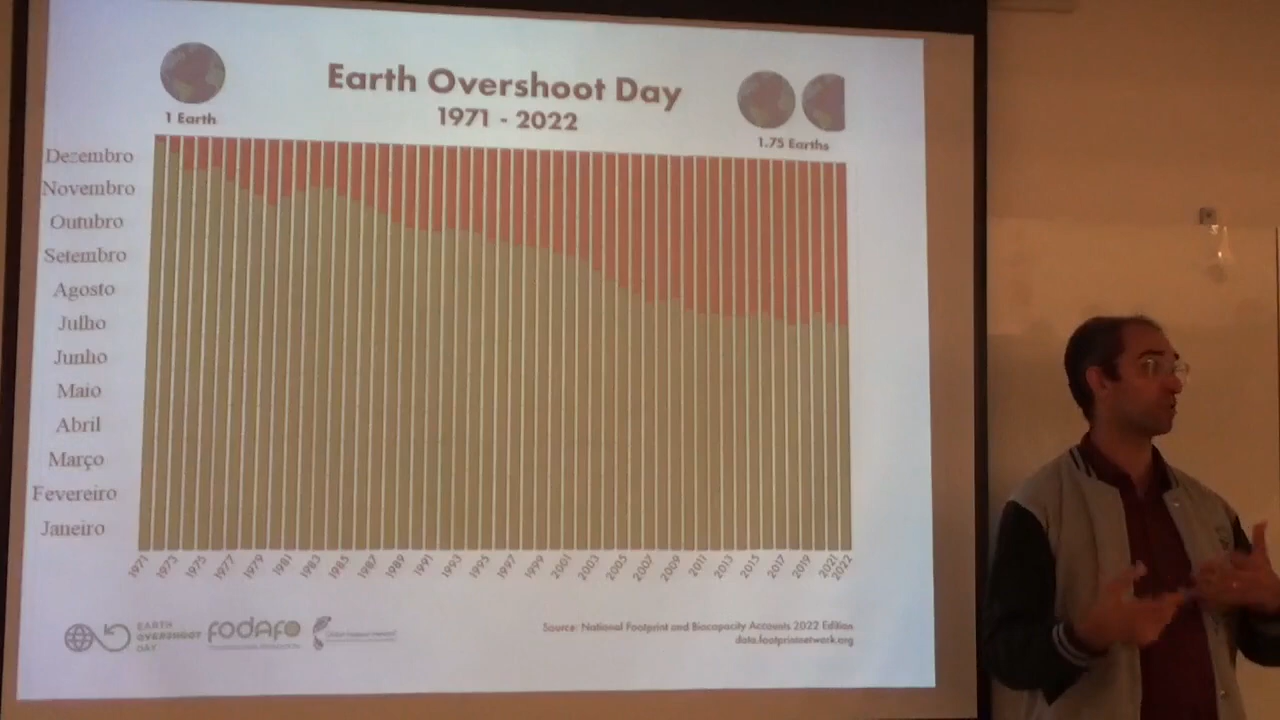 Earth Overshoot Day
1971 - 2022
1 Earth
1.75 Earths
Dezembro
Novembro
Outubro
Setembro
Agosto
Julho
Junho
Maio
Abril
Março
Fevereiro
Janeiro
1971 1973 1975 1977 1979 1981 1983 1985 1987 1989 1991 1993 1995 1997 1999 2001 2003 2005 2007 2009 2011 2013 2015 2017 2019 2021 2022
EARTH
OVERSHOOT
DAY
FODAFO
Source: National Footprint and Biocapacity Accounts 2022 Edition
data.footprintnetwork.org